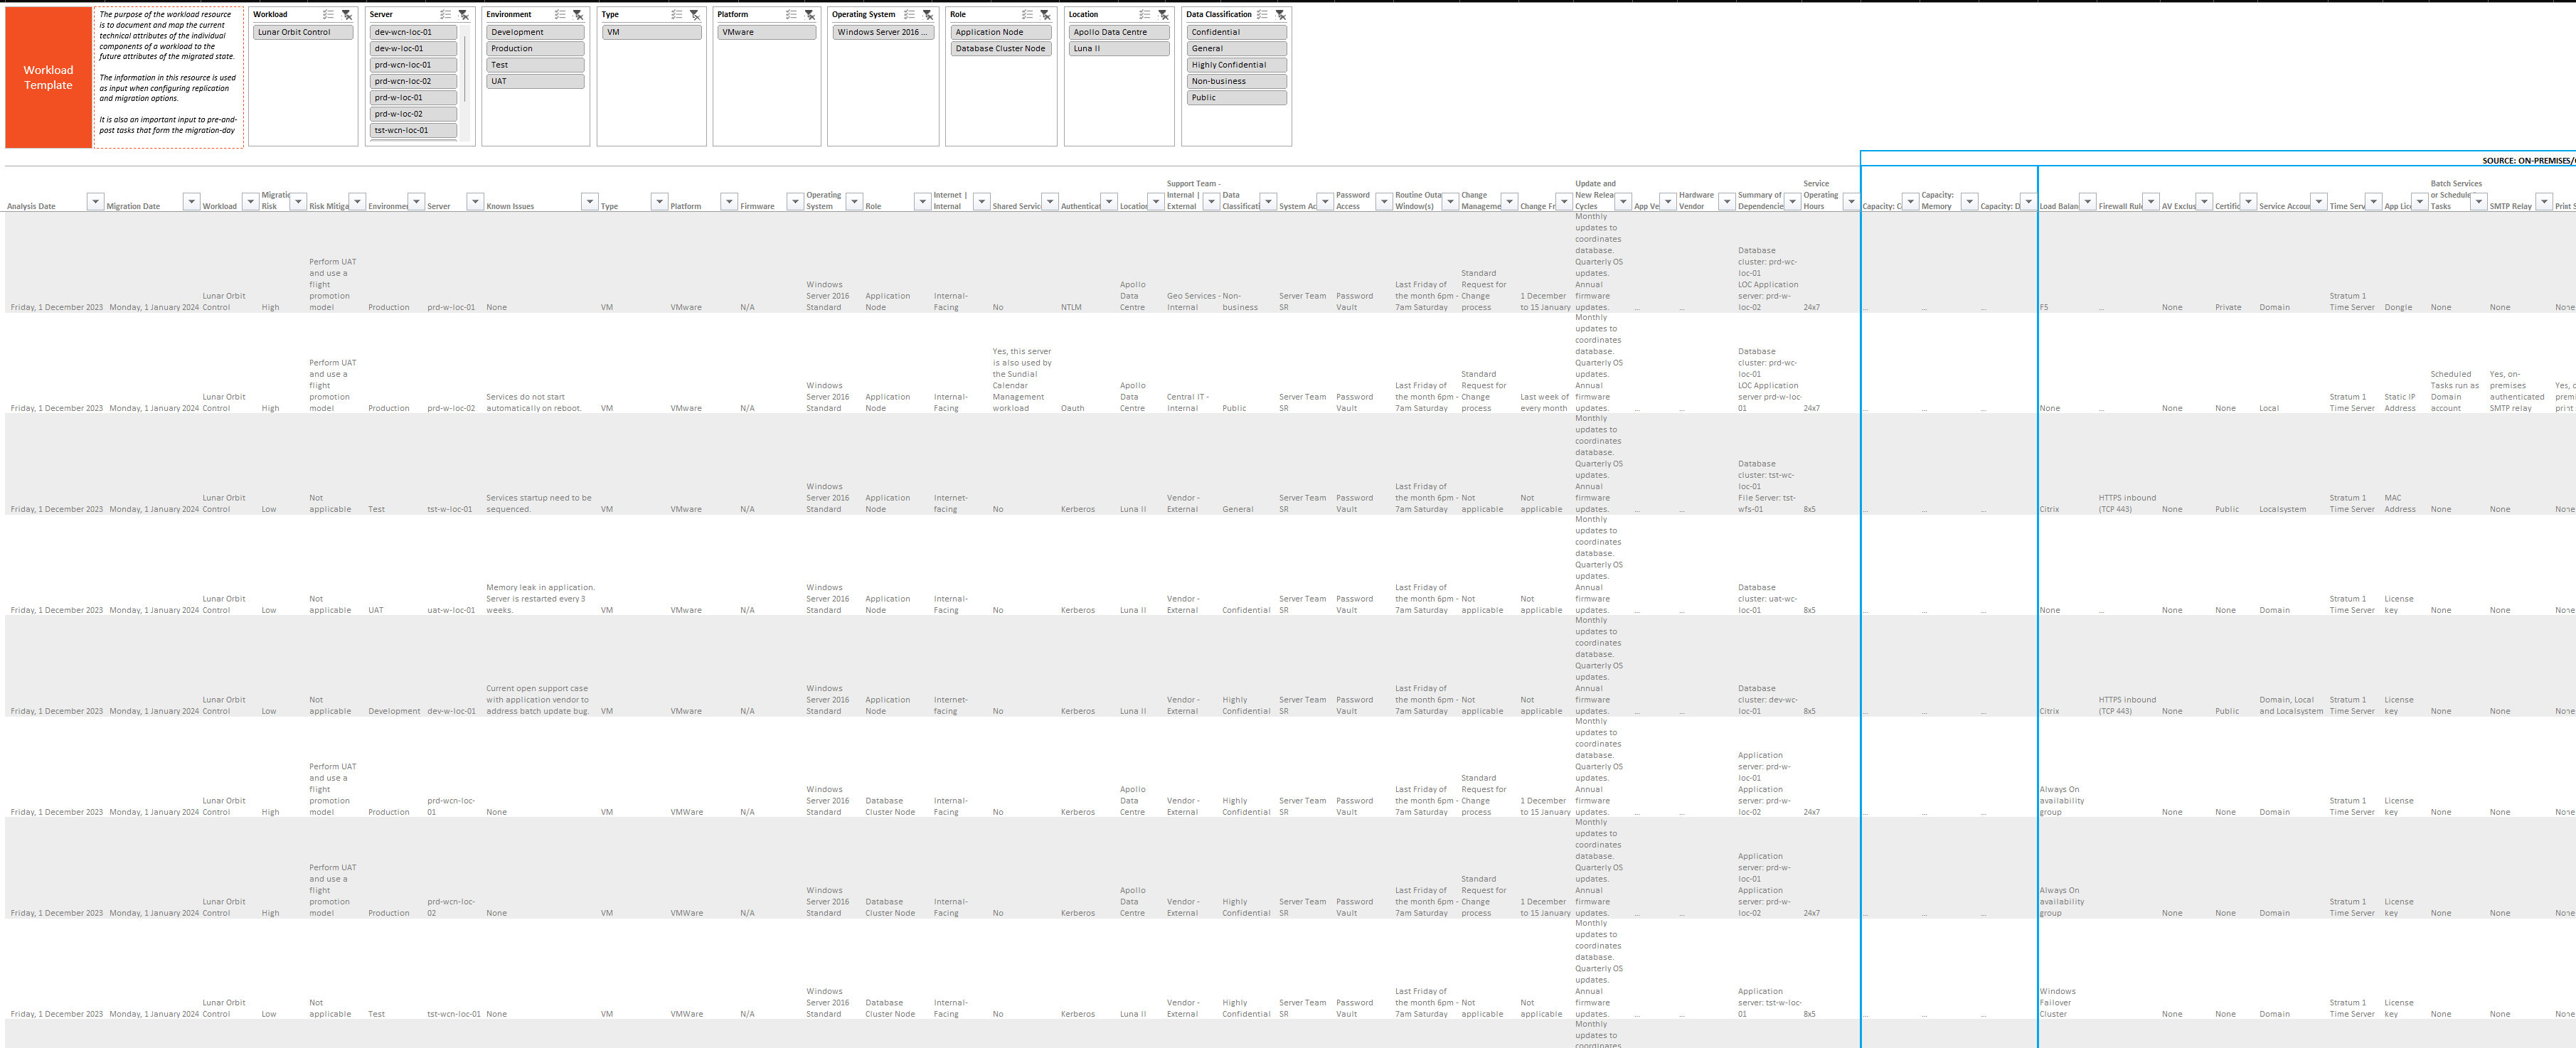 Workload
Template
The purpose of the workload resource
is to document and map the current
technical attributes of the individual
components of a workload to the
future attributes of the migrated state.
The information in this resource is used
as input when configuring replication
and migration options.
It is also an important input to pre-and-
post tasks that form the migration-day
Workload
Lunar Orbit Control
Server
dev-wcn-loc-01
dev-w-loc-01
prd-wcn-loc-01
prd-wcn-loc-02
prd-w-loc-01
prd-w-loc-02
tst-wcn-loc-01
Environment
Development
Production
Test
UAT
Type
VM
Platform
VMware
Operating System
Windows Server 2016 ...
Role
Application Node
Database Cluster Node
Location
Apollo Data Centre
Luna II
Data Classification
Confidential
General
Highly Confidential
Non-business
Public
SOURCE: ON-PREMISES/
Analysis Date
Migration Date
Workload
Migratio
Risk
Risk Mitiga
Environmen
Server
Known Issues
Type
Platform
Firmware
Operating
System
Role
Internet |
Internal
Shared Servic
Authenticat
Location
Support Team -
Internal |
External
Data
Classificati
System Ac
Password
Access
Routine Outa
Window(s)
Change
Manageme
Change Fr
Update and
New Relea
Cycles
App Ve
Hardware
Vendor
Summary of
Dependencie
Service
Operating
Hours
Capacity: C
Capacity:
Memory
Capacity: D
Load Balan
Firewall Rul
AV Exclus
Certific
Service Accoun
Time Serv
App Lic
Batch Services
or Schedule
Tasks
SMTP Relay
Print S
Friday, 1 December 2023
Monday, 1 January 2024
Lunar Orbit
Control
High
Perform UAT
and use a
flight
promotion
model
Production
prd-w-loc-01
None
VM
VMware
N/A
Windows
Server 2016
Standard
Application
Node
Internal-
Facing
No
NTLM
Apollo
Data
Centre
Geo Services -
Internal
Non-
business
Server Team
SR
Password
Vault
Last Friday of
the month 6pm -
7am Saturday
Standard
Request for
Change
process
1 December
to 15 January
Monthly
updates to
coordinates
database.
Quarterly OS
updates.
Annual
firmware
updates.
...
...
Database
cluster: prd-wc-
loc-01
LOC Application
server: prd-w-
loc-02
24x7
...
...
...
F5
...
None
Private
Domain
Stratum 1
Time Server
Dongle
None
None
None
Friday, 1 December 2023
Monday, 1 January 2024
Lunar Orbit
Control
High
Perform UAT
and use a
flight
promotion
model
Production
prd-w-loc-02
Services do not start
automatically on reboot.
VM
VMware
N/A
Windows
Server 2016
Standard
Application
Node
Internal-
Facing
Yes, this server
is also used by
the Sundial
Calendar
Management
workload
Oauth
Apollo
Data
Centre
Central IT -
Internal
Public
Server Team
SR
Password
Vault
Last Friday of
the month 6pm -
7am Saturday
Standard
Request for
Change
process
Last week of
every month
Monthly
updates to
coordinates
database.
Quarterly OS
updates.
Annual
firmware
updates.
...
...
Database
cluster: prd-wc-
loc-01
LOC Application
server prd-w-loc-
01
24x7
...
...
...
None
...
None
None
Local
Stratum 1
Time Server
Static IP
Address
Scheduled
Tasks run as
Domain
account
Yes, on-
premises
authenticated
SMTP relay
Yes, o
premi
print
Friday, 1 December 2023
Monday, 1 January 2024
Lunar Orbit
Control
Low
Not
applicable
Test
tst-w-loc-01
Services startup need to be
sequenced.
VM
VMware
N/A
Windows
Server 2016
Standard
Application
Node
Internet-
facing
No
Kerberos
Luna II
Vendor -
External
General
Server Team
SR
Password
Vault
Last Friday of
the month 6pm -
7am Saturday
Not
applicable
Not
applicable
Monthly
updates to
coordinates
database.
Quarterly OS
updates.
Annual
firmware
updates.
...
...
Database
cluster: tst-wc-
loc-01
File Server: tst-
wfs-01
8x5
...
...
...
Citrix
HTTPS inbound
(TCP 443)
None
Public
Localsystem
Stratum 1
Time Server
MAC
Address
None
None
None
Friday, 1 December 2023
Monday, 1 January 2024
Lunar Orbit
Control
Low
Not
applicable
UAT
uat-w-loc-01
Memory leak in application.
Server is restarted every 3
weeks.
VM
VMware
N/A
Windows
Server 2016
Standard
Application
Node
Internal-
Facing
No
Kerberos
Luna II
Vendor -
External
Confidential
Server Team
SR
Password
Vault
Last Friday of
the month 6pm -
7am Saturday
Not
applicable
Not
applicable
Monthly
updates to
coordinates
database.
Quarterly OS
updates.
Annual
firmware
updates.
...
...
Database
cluster: uat-wc-
loc-01
8x5
...
...
...
None
...
None
None
Domain
Stratum 1
Time Server
License
key
None
None
None
Friday, 1 December 2023
Monday, 1 January 2024
Lunar Orbit
Control
Low
Not
applicable
Development
dev-w-loc-01
Current open support case
with application vendor to
address batch update bug.
VM
VMware
N/A
Windows
Server 2016
Standard
Application
Node
Internet-
facing
No
Kerberos
Luna II
Vendor -
External
Highly
Confidential
Server Team
SR
Password
Vault
Last Friday of
the month 6pm -
7am Saturday
Not
applicable
Not
applicable
Monthly
updates to
coordinates
database.
Quarterly OS
updates.
Annual
firmware
updates.
...
...
Database
cluster: dev-wc-
loc-01
8x5
...
...
...
Citrix
HTTPS inbound
(TCP 443)
None
Public
Domain, Local
and Localsystem
Stratum 1
Time Server
License
key
None
None
None
Friday, 1 December 2023
Monday, 1 January 2024
Lunar Orbit
Control
High
Perform UAT
and use a
flight
promotion
model
Production
prd-wcn-loc-
01
None
VM
VMWare
N/A
Windows
Server 2016
Standard
Database
Cluster Node
Internal-
Facing
No
Kerberos
Apollo
Data
Centre
Vendor -
External
Highly
Confidential
Server Team
SR
Password
Vault
Last Friday of
the month 6pm -
7am Saturday
Standard
Request for
Change
process
1 December
to 15 January
Monthly
updates to
coordinates
database.
Quarterly OS
updates.
Annual
firmware
updates.
...
...
Application
server: prd-w-
loc-01
Application
server: prd-w-
loc-02
24x7
...
...
...
Always On
availability
group
None
None
Domain
Stratum 1
Time Server
License
key
None
None
None
Friday, 1 December 2023
Monday, 1 January 2024
Lunar Orbit
Control
High
Perform UAT
and use a
flight
promotion
model
Production
prd-wcn-loc-
02
None
VM
VMWare
N/A
Windows
Server 2016
Standard
Database
Cluster Node
Internal-
Facing
No
Kerberos
Apollo
Data
Centre
Vendor -
External
Highly
Confidential
Server Team
SR
Password
Vault
Last Friday of
the month 6pm -
7am Saturday
Standard
Request for
Change
process
1 December
to 15 January
Monthly
updates to
coordinates
database.
Quarterly OS
updates.
Annual
firmware
updates.
...
...
Application
server: prd-w-
loc-01
Application
server: prd-w-
loc-02
24x7
...
...
...
Always On
availability
group
None
None
Domain
Stratum 1
Time Server
License
key
None
None
None
Friday, 1 December 2023
Monday, 1 January 2024
Lunar Orbit
Control
Low
Not
applicable
Test
tst-wcn-loc-01
None
VM
VMWare
N/A
Windows
Server 2016
Standard
Database
Cluster Node
Internal-
Facing
No
Kerberos
Luna II
Vendor -
External
Highly
Confidential
Server Team
SR
Password
Vault
Last Friday of
the month 6pm -
7am Saturday
Not
applicable
Not
applicable
Monthly
updates to
coordinates
database.
Quarterly OS
updates.
Annual
firmware
updates.
...
...
Application
server: tst-w-loc-
01
8x5
...
...
...
Windows
Failover
Cluster
None
None
Domain
Stratum 1
Time Server
License
key
None
None
None
Monthly
updates to
coordinates